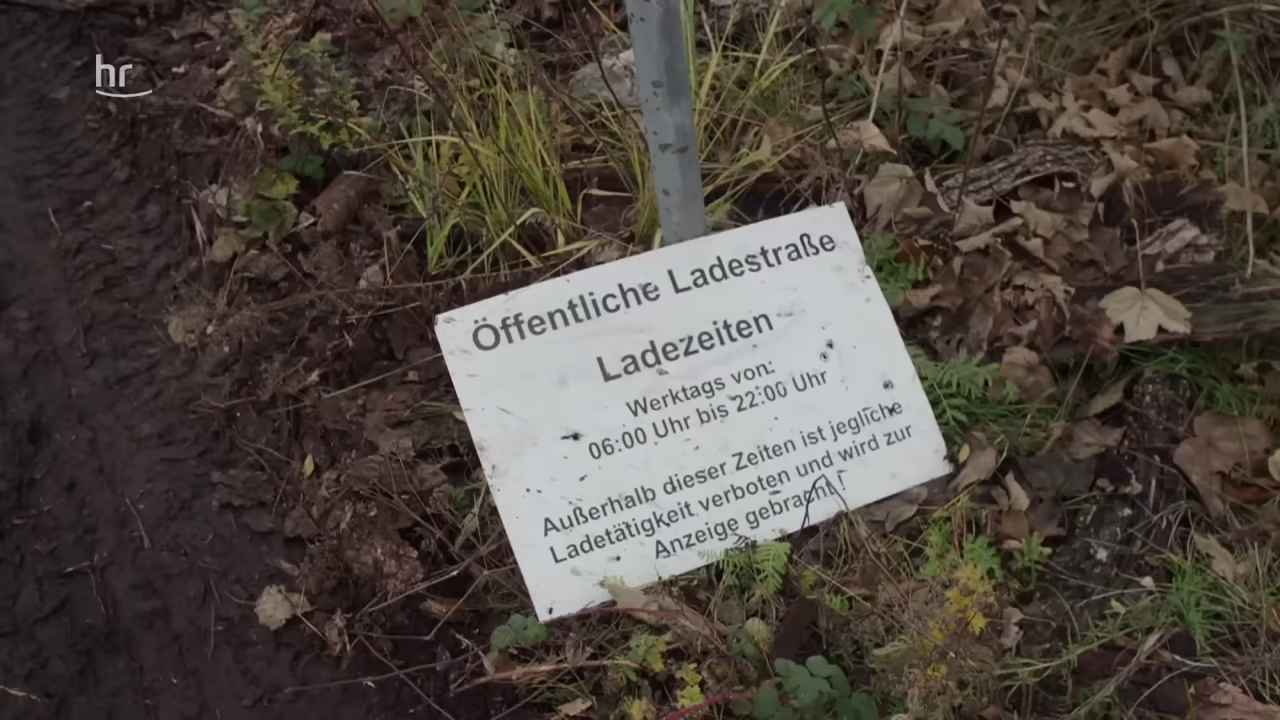 hr
Öffentliche Ladestraße
Ladezeiten
Werktags von:
06:00 Uhr bis 22:00 Uhr
Außerhalb dieser Zeiten ist jegliche
Ladetätigkeit verboten und wird zur
Anzeige gebracht !